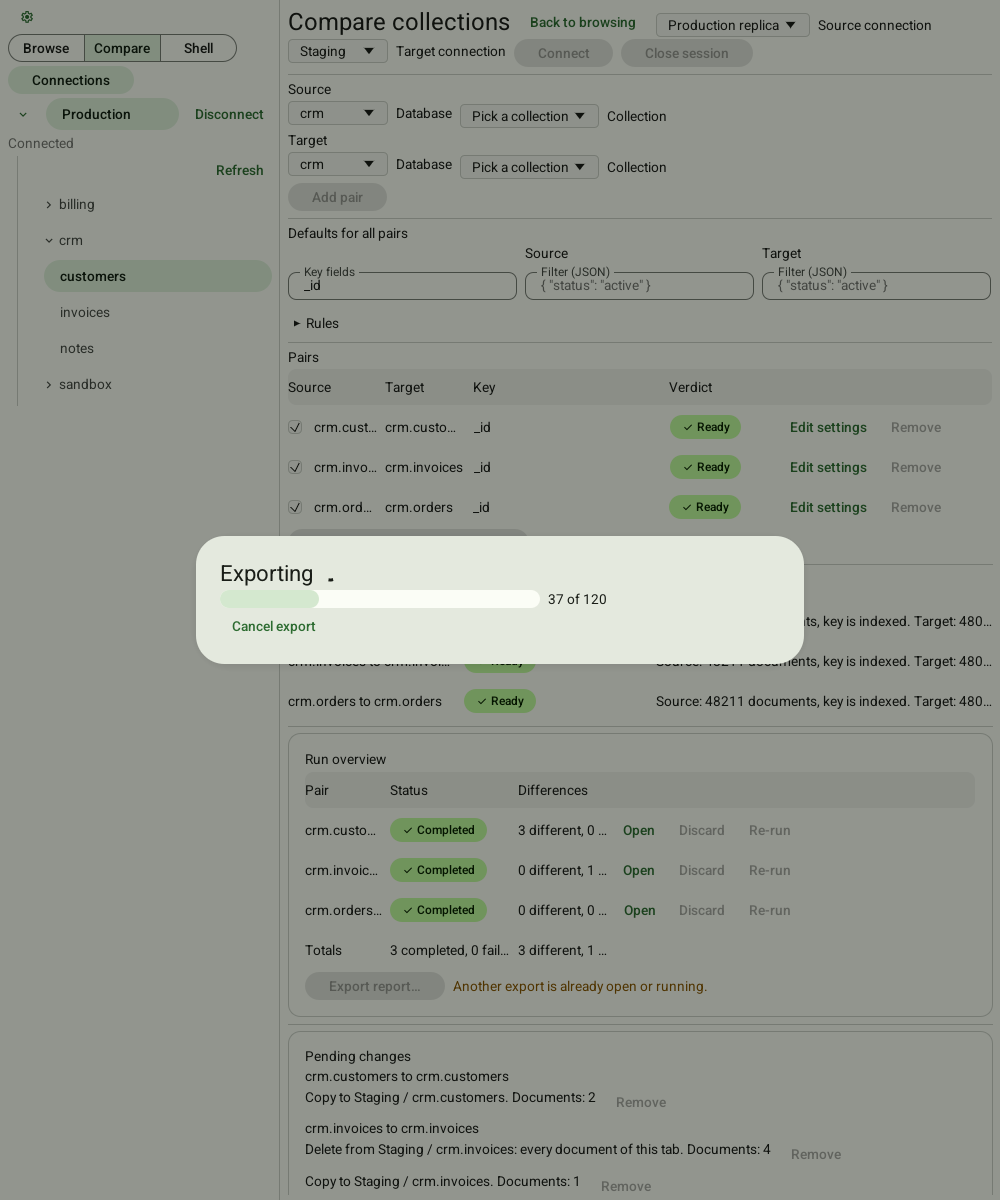 Browse Compare Shell
Connections
Production Disconnect
Connected
Refresh
billing
crm
customers
invoices
notes
sandbox
Compare collections Back to browsing Production replica Source connection
Staging Target connection Connect Close session
Source
crm Database Pick a collection Collection
Target
crm Database Pick a collection Collection
Add pair
Defaults for all pairs
Source Target
Key fields Filter (JSON) Filter (JSON)
_id { "status": "active" } { "status": "active" }
Rules
Pairs
Source Target Key Verdict
crm.cust… crm.custo… _id Ready Edit settings Remove
crm.invo… crm.invoices _id Ready Edit settings Remove
crm.ord… crm.orders _id Ready Edit settings Remove
Exporting
37 of 120
Cancel export
key is indexed. Target: 480…
key is indexed. Target: 480…
crm.orders to crm.orders Ready Source: 48211 documents, key is indexed. Target: 480…
Run overview
Pair Status Differences
crm.custo… Completed 3 different, 0 … Open Discard Re-run
crm.invoic… Completed 0 different, 1 … Open Discard Re-run
crm.orders… Completed 0 different, 0 … Open Discard Re-run
Totals 3 completed, 0 fail… 3 different, 1 …
Export report… Another export is already open or running.
Pending changes
crm.customers to crm.customers
Copy to Staging / crm.customers. Documents: 2 Remove
crm.invoices to crm.invoices
Delete from Staging / crm.invoices: every document of this tab. Documents: 4 Remove
Copy to Staging / crm.invoices. Documents: 1 Remove